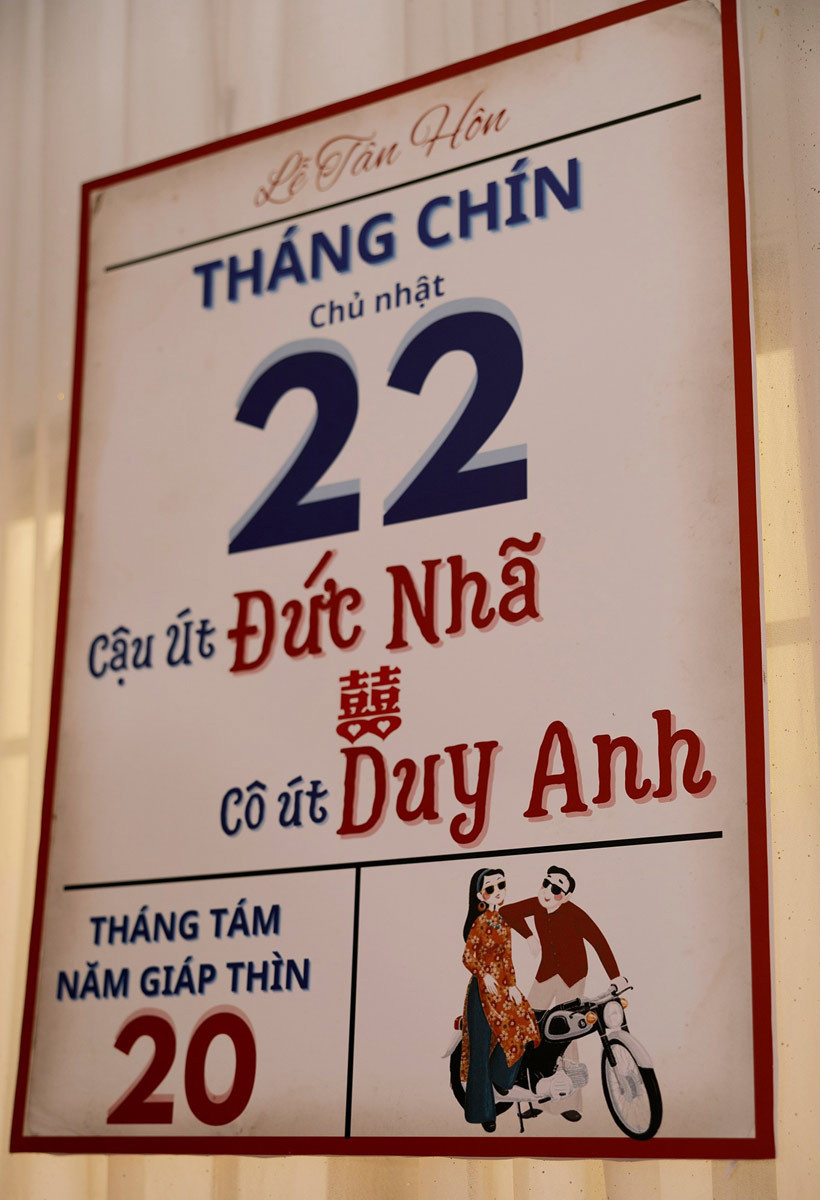 Lễ Tân Hôn
THÁNG CHÍN
Chủ nhật
22
Cậu Út Đức Nhã
囍
Cô út Duy Anh
THÁNG TÁM
NĂM GIÁP THÌN
20